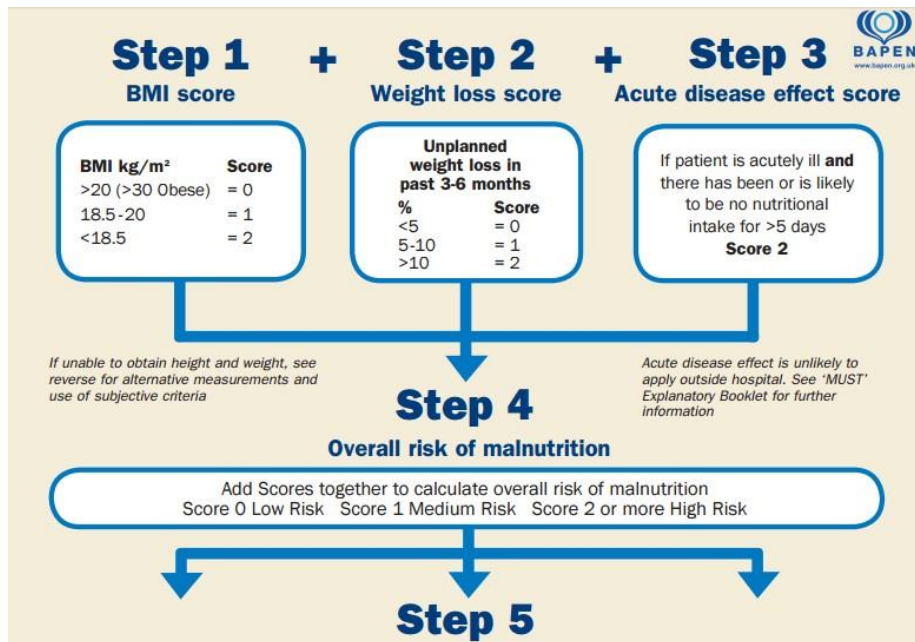 Step 1 + Step 2 + Step 3
BAPEN
www.bapen.org.uk
BMI score
Weight loss score
Acute disease effect score
BMI kg/m² Score
>20 (>30 Obese) = 0
18.5-20 = 1
<18.5 = 2
Unplanned
weight loss in
past 3-6 months
% Score
<5 = 0
5-10 = 1
>10 = 2
If patient is acutely ill and
there has been or is likely
to be no nutritional
intake for >5 days
Score 2
If unable to obtain height and weight, see
reverse for alternative measurements and
use of subjective criteria
Acute disease effect is unlikely to
apply outside hospital. See ‘MUST’
Explanatory Booklet for further
information
Step 4
Overall risk of malnutrition
Add Scores together to calculate overall risk of malnutrition
Score 0 Low Risk Score 1 Medium Risk Score 2 or more High Risk
Step 5